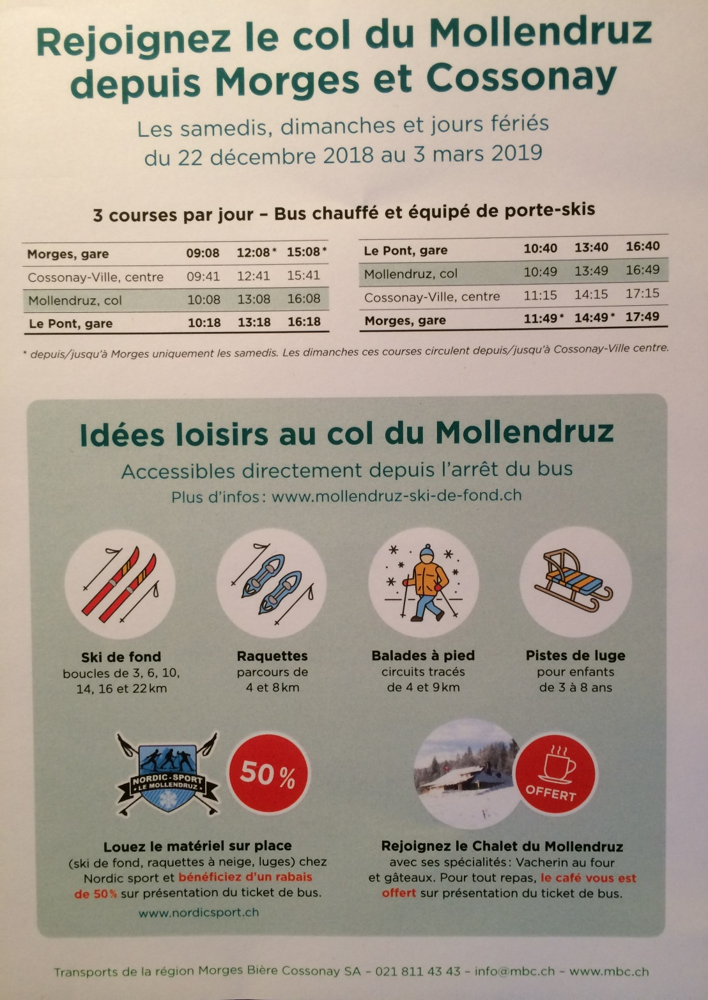 Rejoignez le col du Mollendruz
depuis Morges et Cossonay
Les samedis, dimanches et jours fériés
du 22 décembre 2018 au 3 mars 2019
3 courses par jour – Bus chauffé et équipé de porte-skis
Morges, gare 09:08 12:08* 15:08*
Cossonay-Ville, centre 09:41 12:41 15:41
Mollendruz, col 10:08 13:08 16:08
Le Pont, gare 10:18 13:18 16:18
Le Pont, gare 10:40 13:40 16:40
Mollendruz, col 10:49 13:49 16:49
Cossonay-Ville, centre 11:15 14:15 17:15
Morges, gare 11:49* 14:49* 17:49
* depuis/jusqu'à Morges uniquement les samedis. Les dimanches ces courses circulent depuis/jusqu'à Cossonay-Ville centre.
Idées loisirs au col du Mollendruz
Accessibles directement depuis l'arrêt du bus
Plus d'infos : www.mollendruz-ski-de-fond.ch
Ski de fond
boucles de 3, 6, 10,
14, 16 et 22 km
Raquettes
parcours de
4 et 8 km
Balades à pied
circuits tracés
de 4 et 9 km
Pistes de luge
pour enfants
de 3 à 8 ans
NORDIC-SPORT
• LE MOLLENDRUZ •
50 %
OFFERT
Louez le matériel sur place
(ski de fond, raquettes à neige, luges) chez
Nordic sport et bénéficiez d'un rabais
de 50% sur présentation du ticket de bus.
www.nordicsport.ch
Rejoignez le Chalet du Mollendruz
avec ses spécialités : Vacherin au four
et gâteaux. Pour tout repas, le café vous est
offert sur présentation du ticket de bus.
Transports de la région Morges Bière Cossonay SA – 021 811 43 43 – info@mbc.ch – www.mbc.ch